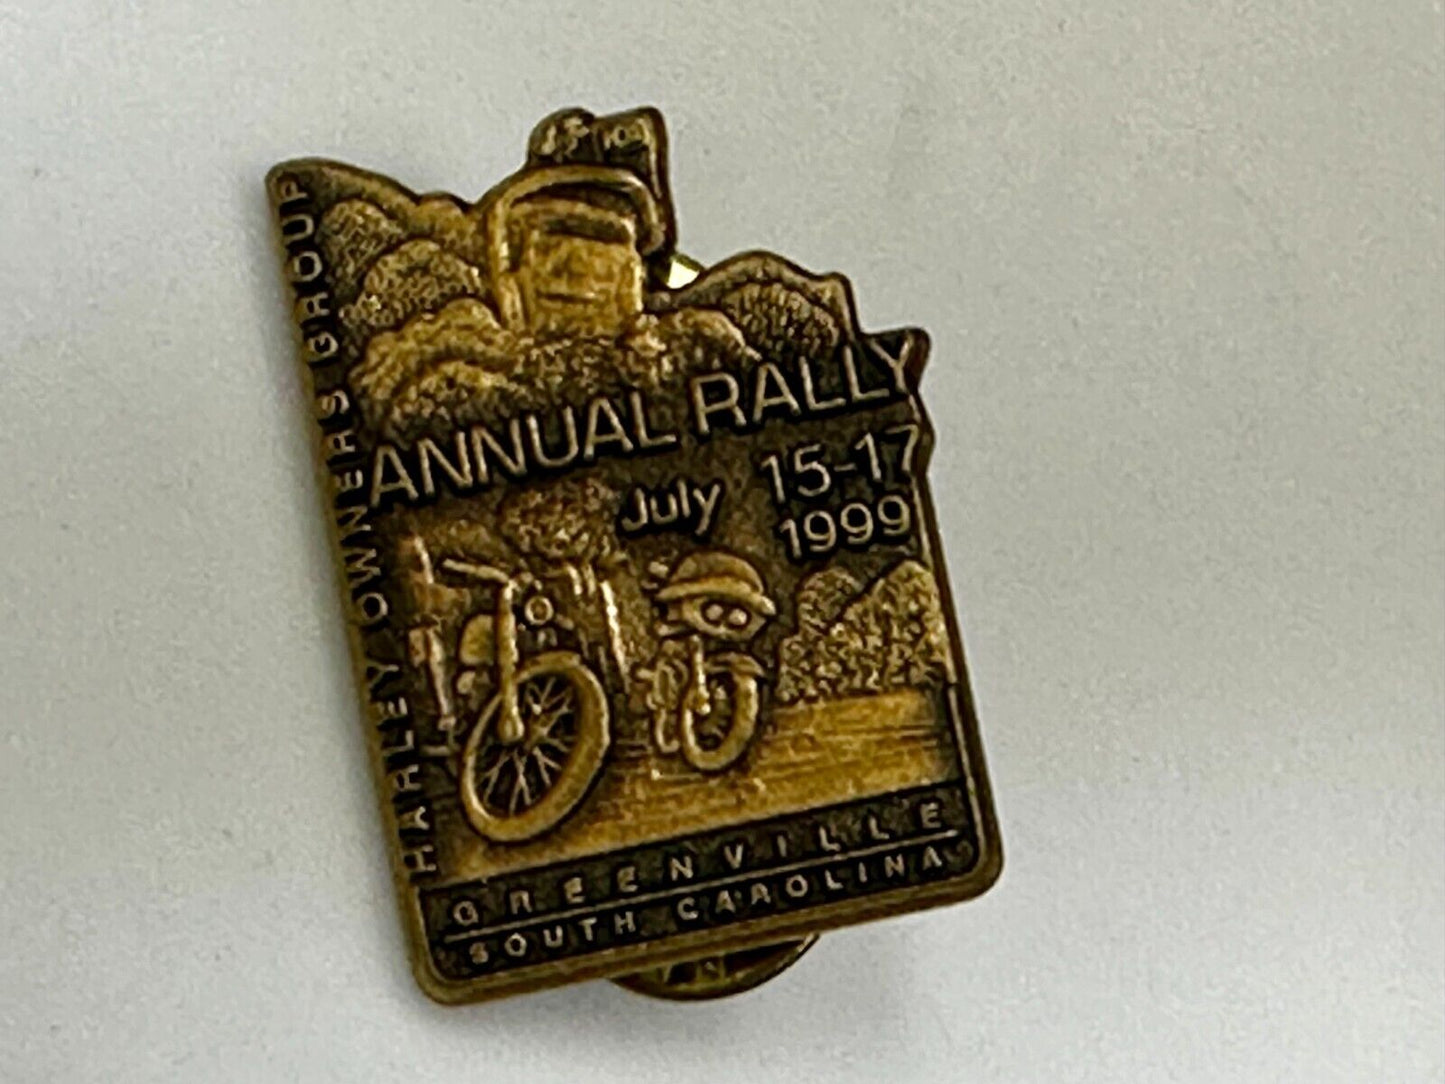 HARLEY OWNERS GROUP
ANNUAL RALLY
July 15-17
1999
GREENVILLE
SOUTH CAROLINA